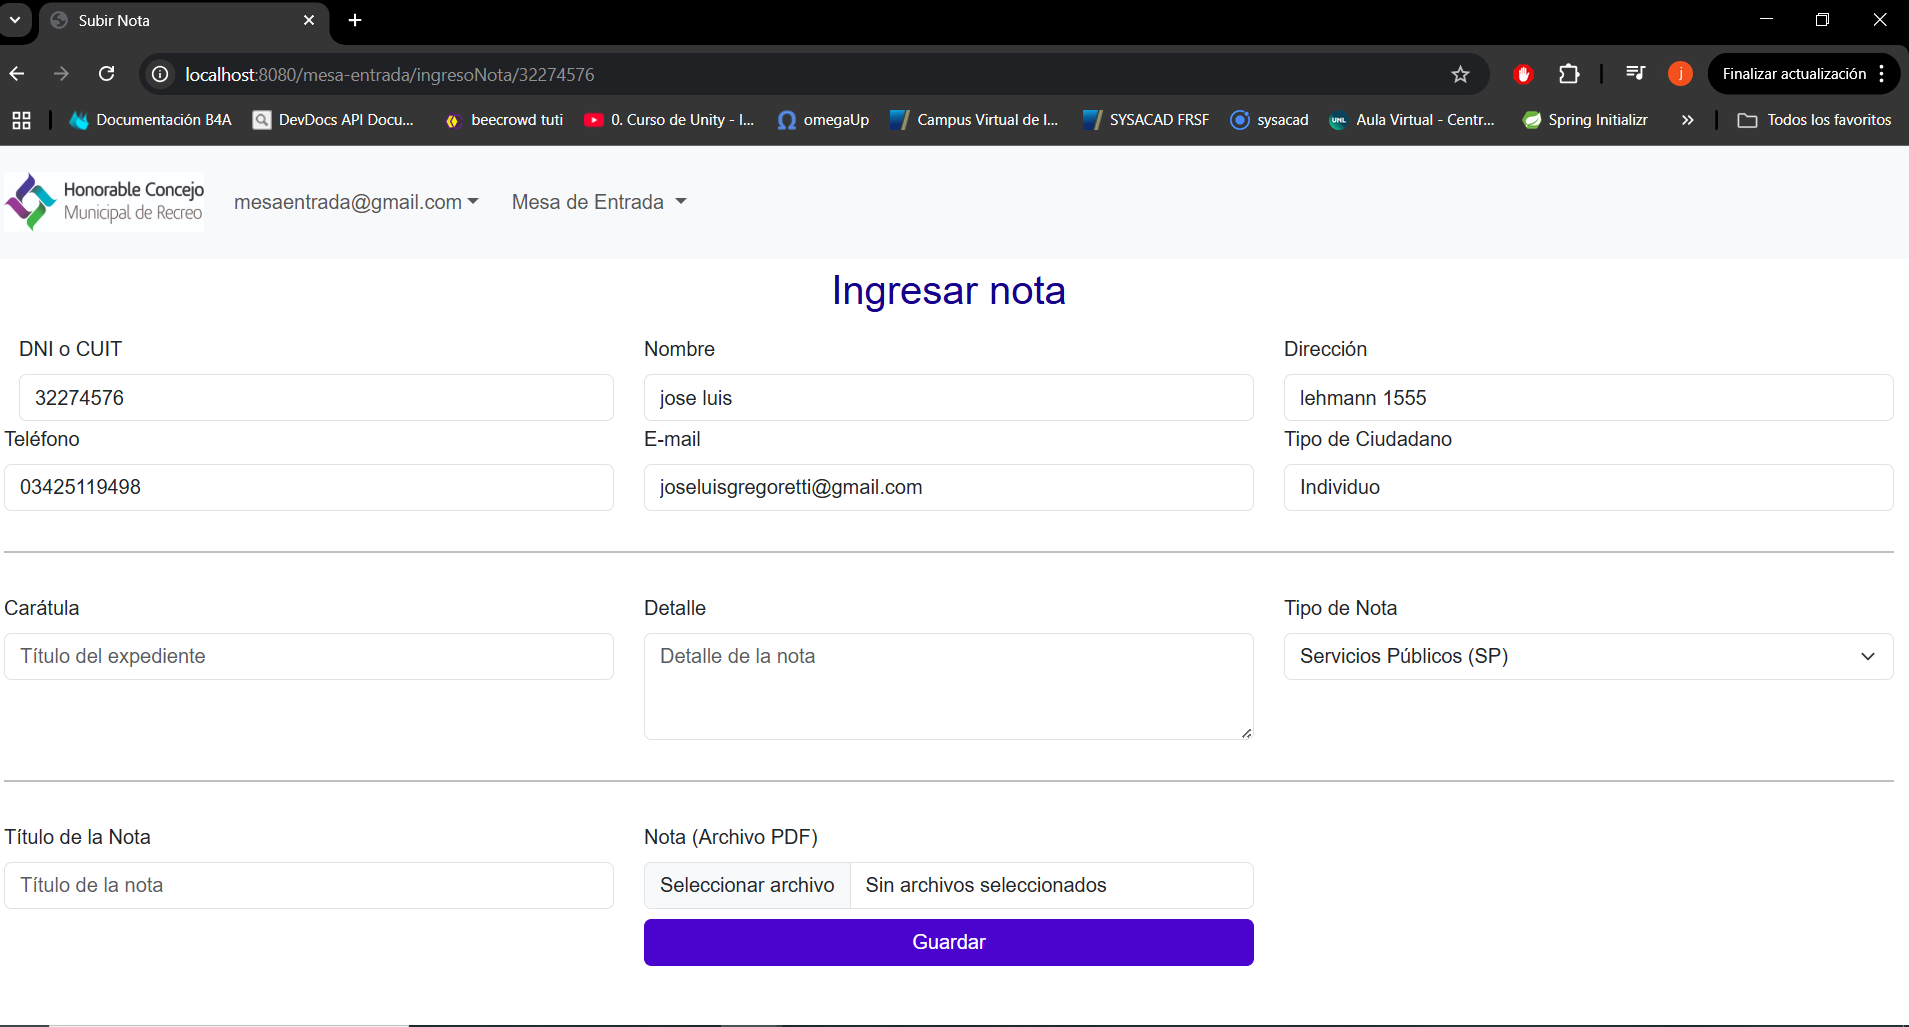 Subir Nota
localhost:8080/mesa-entrada/ingresoNota/32274576
j
Finalizar actualización
Documentación B4A
DevDocs API Docu...
beecrowd tuti
0. Curso de Unity - I...
omegaUp
Campus Virtual de I...
SYSACAD FRSF
sysacad
UNL
Aula Virtual - Centr...
Spring Initializr
»
Todos los favoritos
Honorable Concejo
Municipal de Recreo
mesaentrada@gmail.com
Mesa de Entrada
Ingresar nota
DNI o CUIT
Nombre
Dirección
32274576
jose luis
lehmann 1555
Teléfono
E-mail
Tipo de Ciudadano
03425119498
joseluisgregoretti@gmail.com
Individuo
Carátula
Detalle
Tipo de Nota
Título del expediente
Detalle de la nota
Servicios Públicos (SP)
Título de la Nota
Nota (Archivo PDF)
Título de la nota
Seleccionar archivo
Sin archivos seleccionados
Guardar